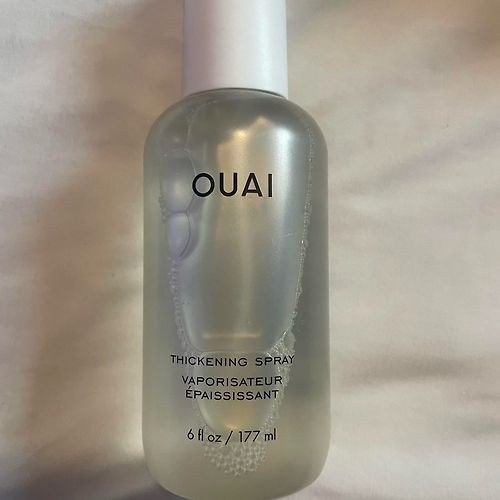 OUAI
THICKENING SPRAY
VAPORISATEUR
ÉPAISSISSANT
6 fl oz / 177 ml